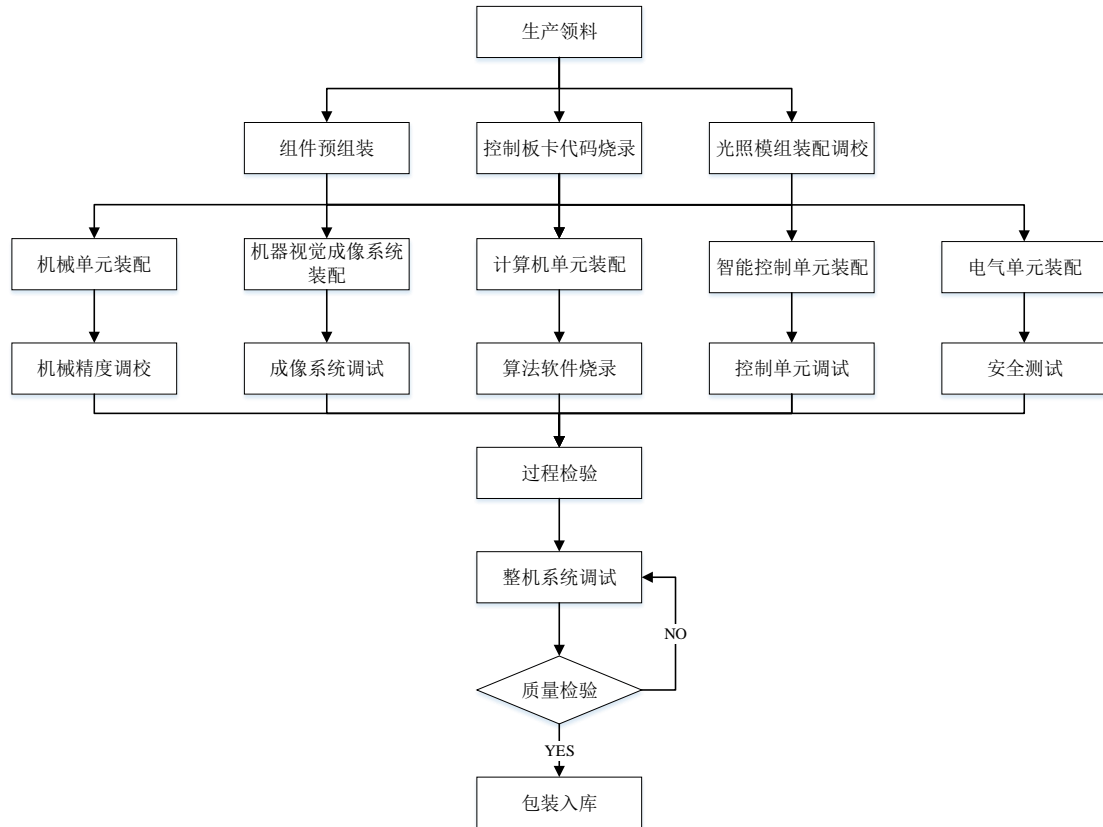 生产领料
组件预组装
控制板卡代码烧录
光照模组装配调校
机械单元装配
机器视觉成像系统
装配
计算机单元装配
智能控制单元装配
电气单元装配
机械精度调校
成像系统调试
算法软件烧录
控制单元调试
安全测试
过程检验
整机系统调试
NO
质量检验
YES
包装入库